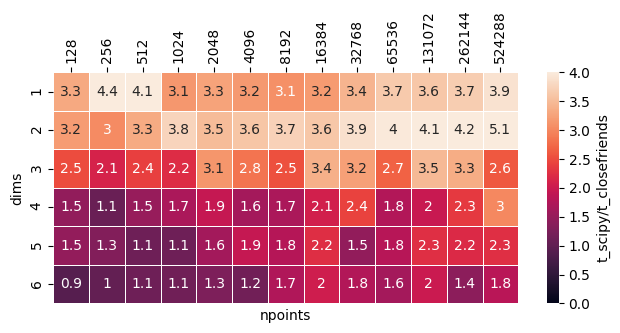 128 256 512 1024 2048 4096 8192 16384 32768 65536 131072 262144 524288
1 3.3 4.4 4.1 3.1 3.3 3.2 3.1 3.2 3.4 3.7 3.6 3.7 3.9
2 3.2 3 3.3 3.8 3.5 3.6 3.7 3.6 3.9 4 4.1 4.2 5.1
3 2.5 2.1 2.4 2.2 3.1 2.8 2.5 3.4 3.2 2.7 3.5 3.3 2.6
4 1.5 1.1 1.5 1.7 1.9 1.6 1.7 2.1 2.4 1.8 2 2.3 3
5 1.5 1.3 1.1 1.1 1.6 1.9 1.8 2.2 1.5 1.8 2.3 2.2 2.3
6 0.9 1 1.1 1.1 1.3 1.2 1.7 2 1.8 1.6 2 1.4 1.8
dims
npoints
4.0
3.5
3.0
2.5
2.0
1.5
1.0
0.5
0.0
t_scipy/t_closefriends